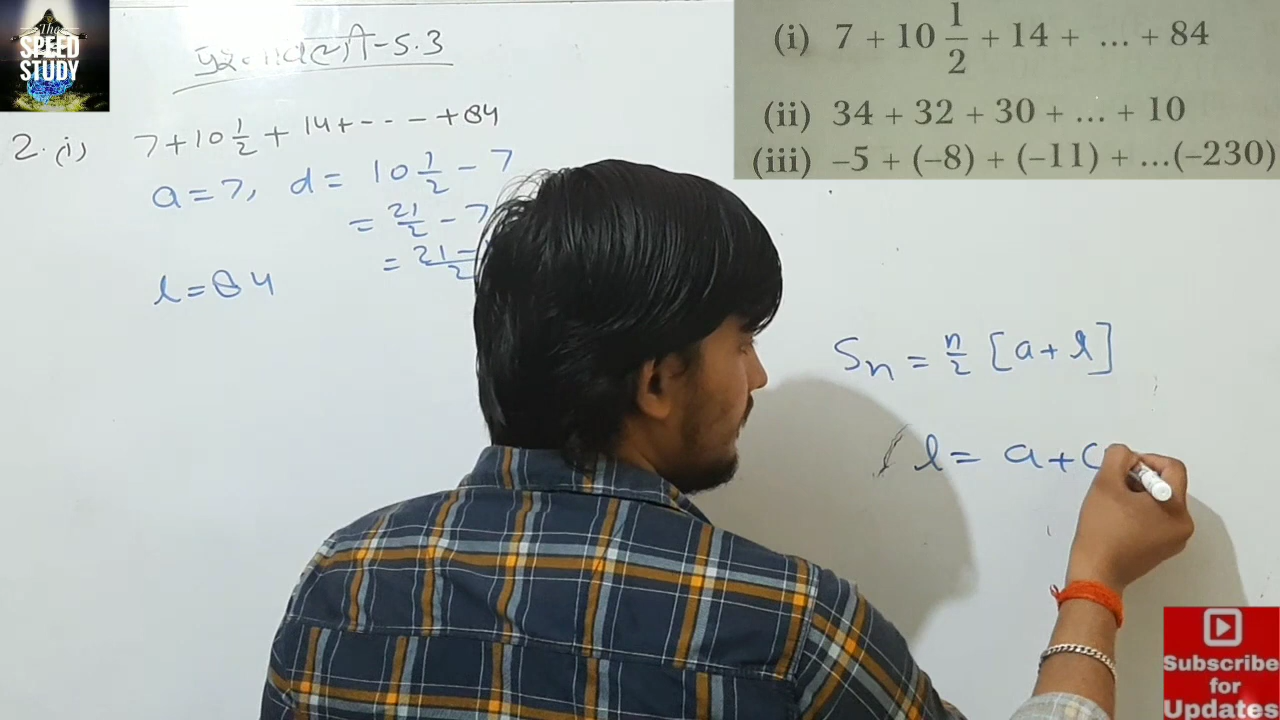 The
SPEED
STUDY
प्रश्नावली-5.3
(i) 7 + 10 1/2 + 14 + ... + 84
(ii) 34 + 32 + 30 + ... + 10
(iii) –5 + (–8) + (–11) + ...(–230)
2. (i) 7+10 1/2 + 14+---- +84
a=7, d= 10 1/2 - 7
= 21/2 - 7
= 21-
2
l=84
Sn = n/2 [a+l]
l= a+
Subscribe
for
Updates